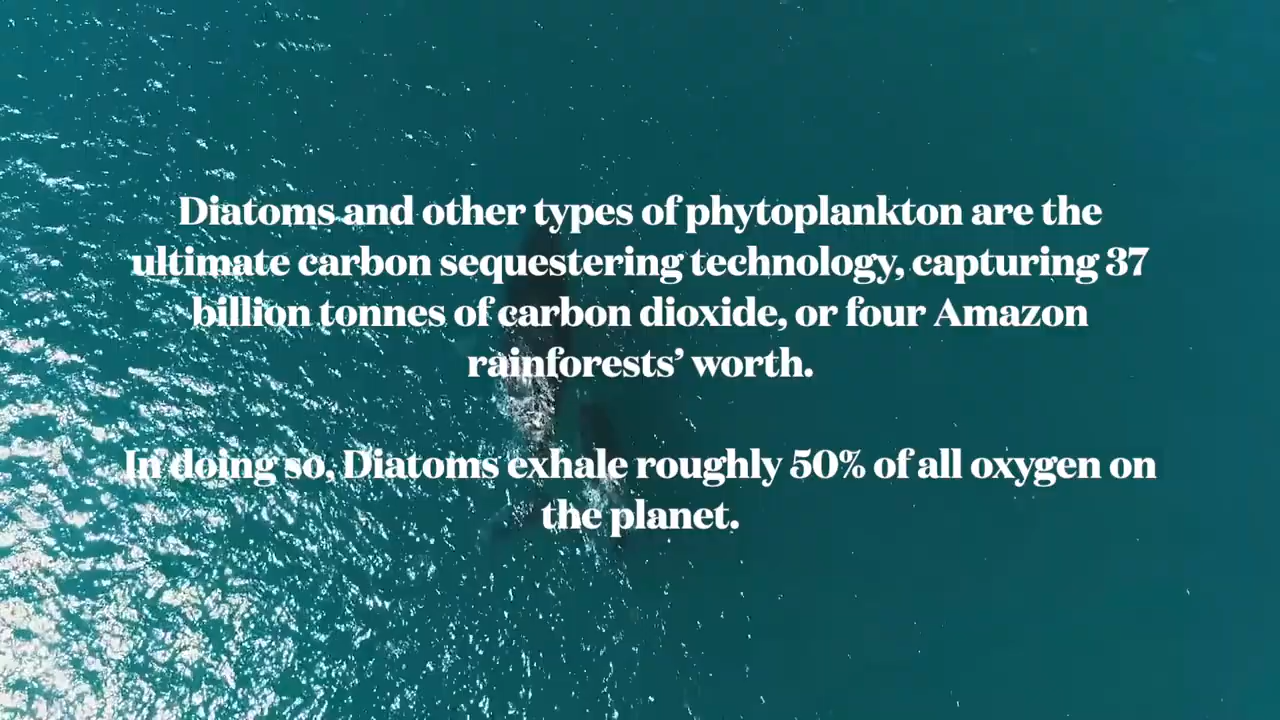 Diatoms and other types of phytoplankton are the
ultimate carbon sequestering technology, capturing 37
billion tonnes of carbon dioxide, or four Amazon
rainforests’ worth.
In doing so, Diatoms exhale roughly 50% of all oxygen on
the planet.